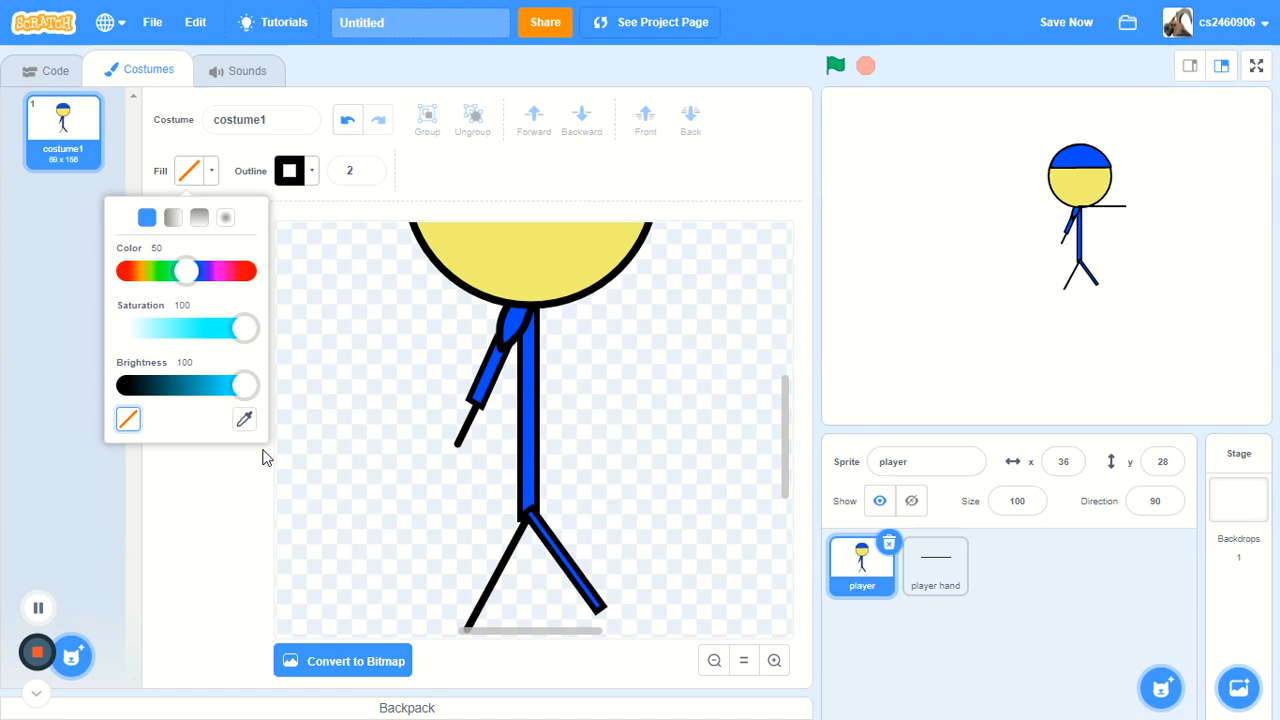 SCRATCH File Edit Tutorials Untitled Share See Project Page Save Now cs2460906
Code Costumes Sounds
1
costume1
69 x 156
Costume costume1 Group Ungroup Forward Backward Front Back
Fill Outline 2
Color 50
Saturation 100
Brightness 100
Convert to Bitmap
Backpack
Sprite player x 36 y 28
Show Size 100 Direction 90
player player hand
Stage
Backdrops
1